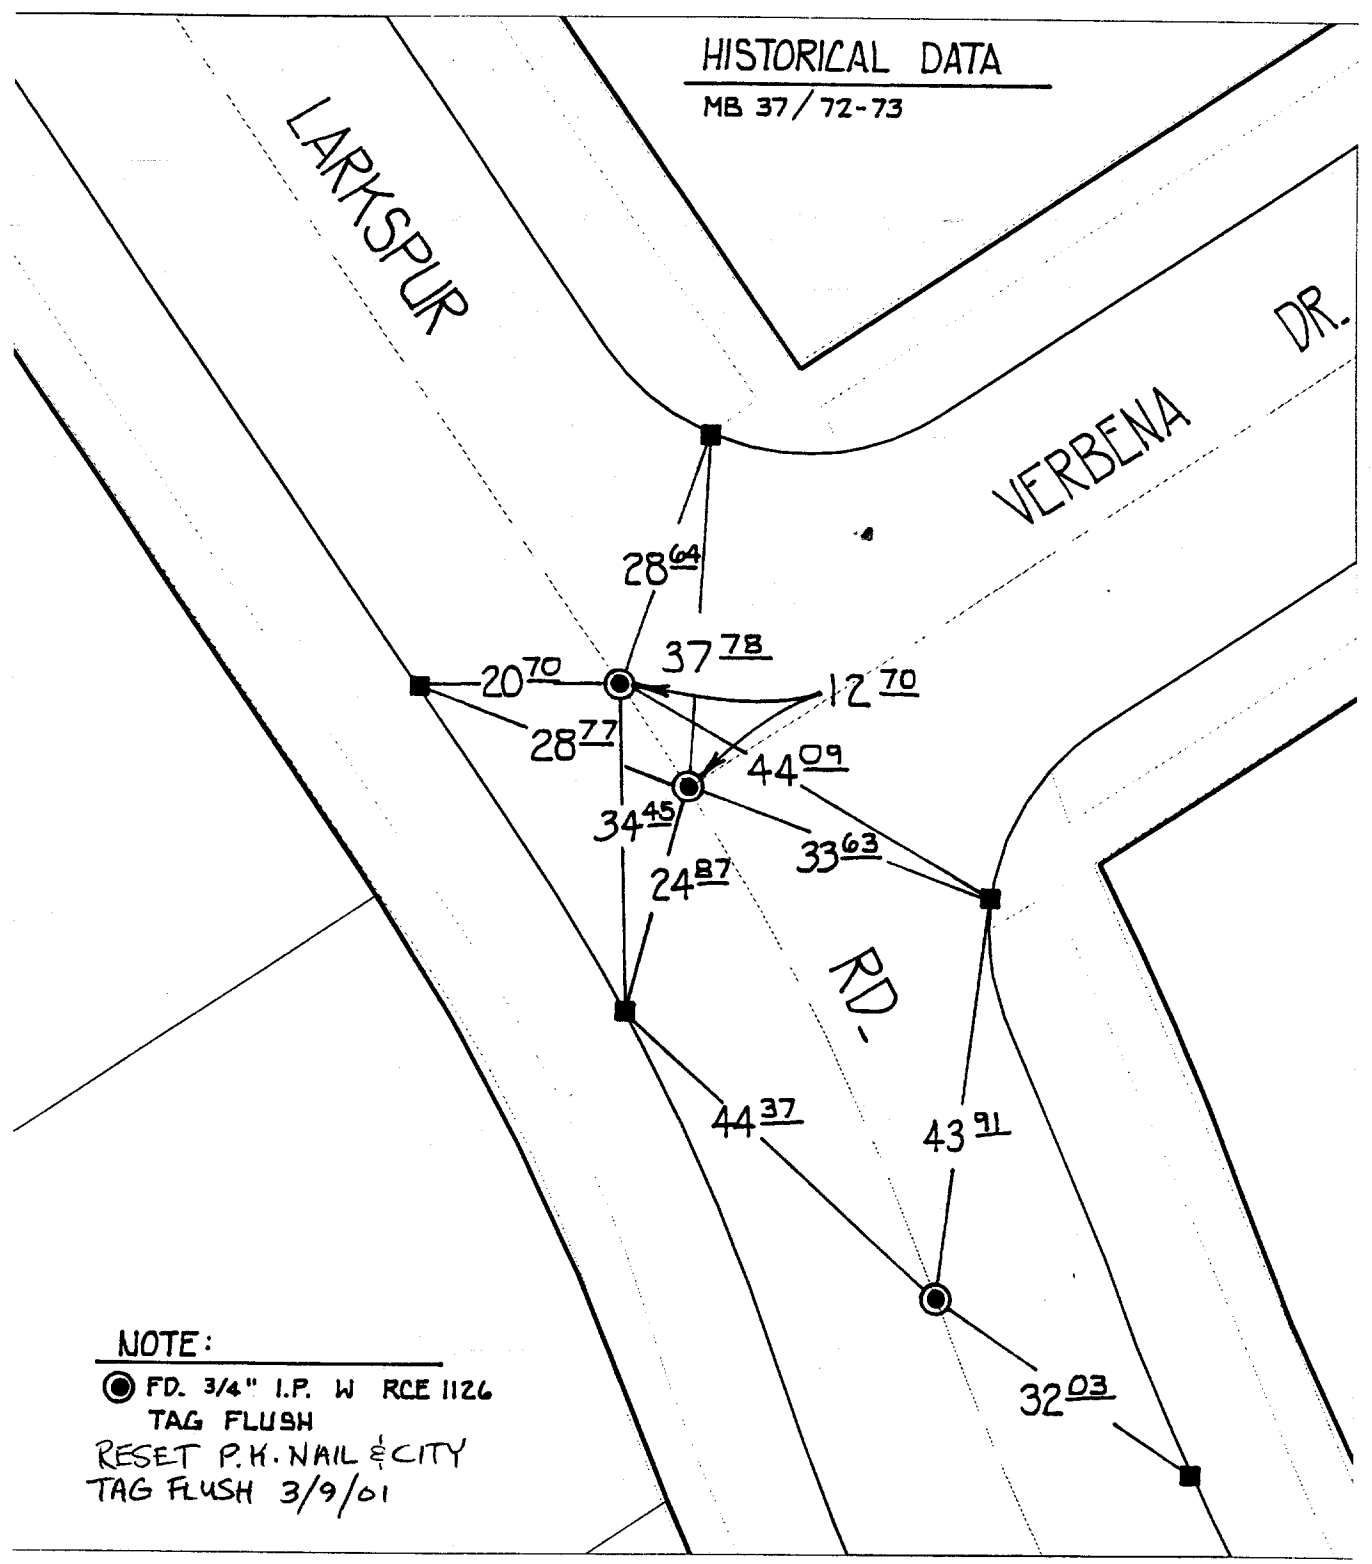 HISTORICAL DATA
MB 37/72-73
LARKSPUR
DR.
VERBENA
28 64
37 78
20 70
12 70
28 77
44 09
34 45
33 63
24 87
RD.
44 37
43 91
32 03
NOTE:
FD. 3/4" I.P. W RCE 1126
TAG FLUSH
RESET P.K. NAIL & CITY
TAG FLUSH 3/9/01